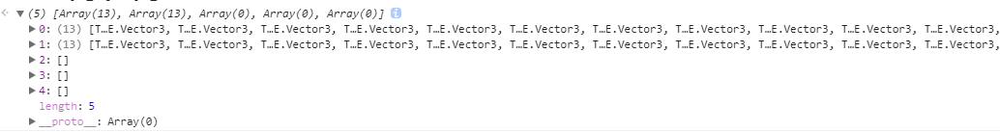 (5) [Array(13), Array(13), Array(0), Array(0), Array(0)] i
0: (13) [T…E.Vector3, T…E.Vector3, T…E.Vector3, T…E.Vector3, T…E.Vector3, T…E.Vector3, T…E.Vector3, T…E.Vector3, T…E.Vector3, T…E.Vector3, T…E.Vector3,
1: (13) [T…E.Vector3, T…E.Vector3, T…E.Vector3, T…E.Vector3, T…E.Vector3, T…E.Vector3, T…E.Vector3, T…E.Vector3, T…E.Vector3, T…E.Vector3, T…E.Vector3,
2: []
3: []
4: []
length: 5
__proto__: Array(0)